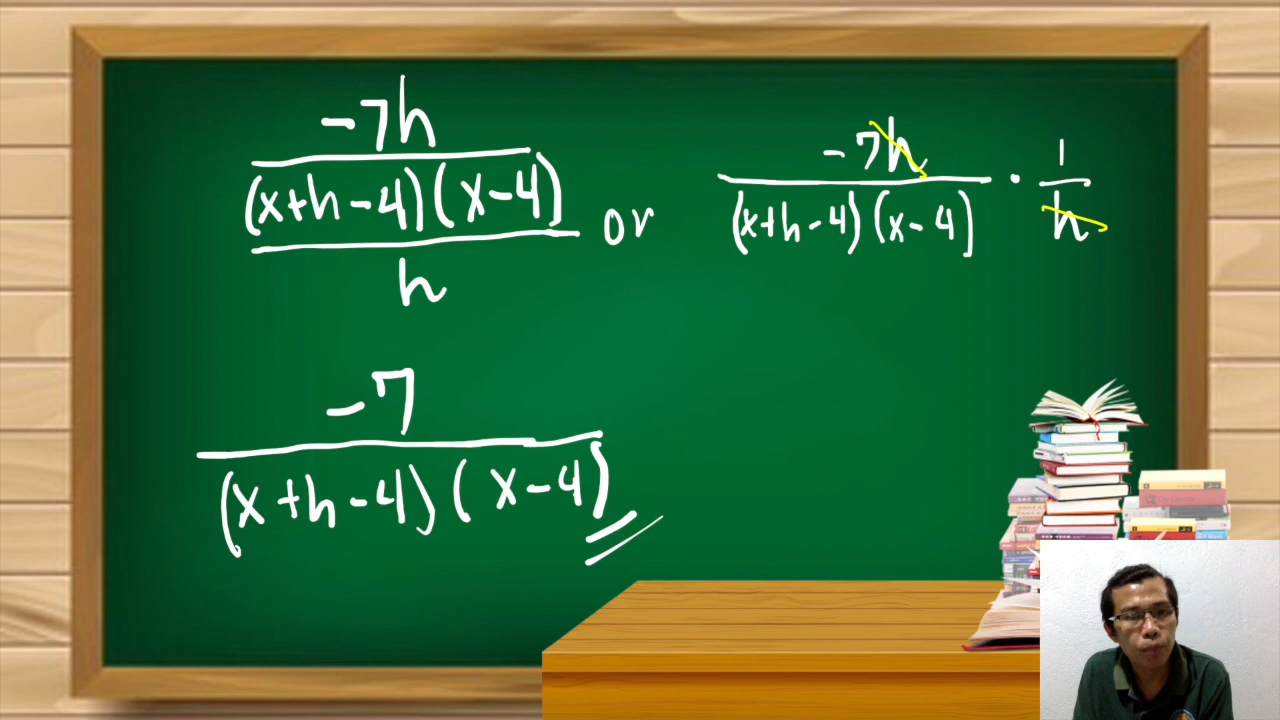 -7h
(x+h-4)(x-4)
h
or
-7h
(x+h-4)(x-4)
· 1
h
-7
(x+h-4)(x-4)